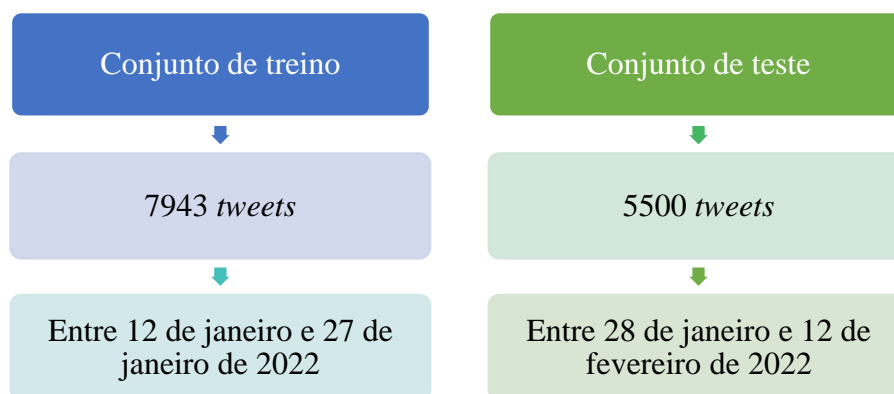 Conjunto de treino
7943 tweets
Entre 12 de janeiro e 27 de
janeiro de 2022
Conjunto de teste
5500 tweets
Entre 28 de janeiro e 12 de
fevereiro de 2022